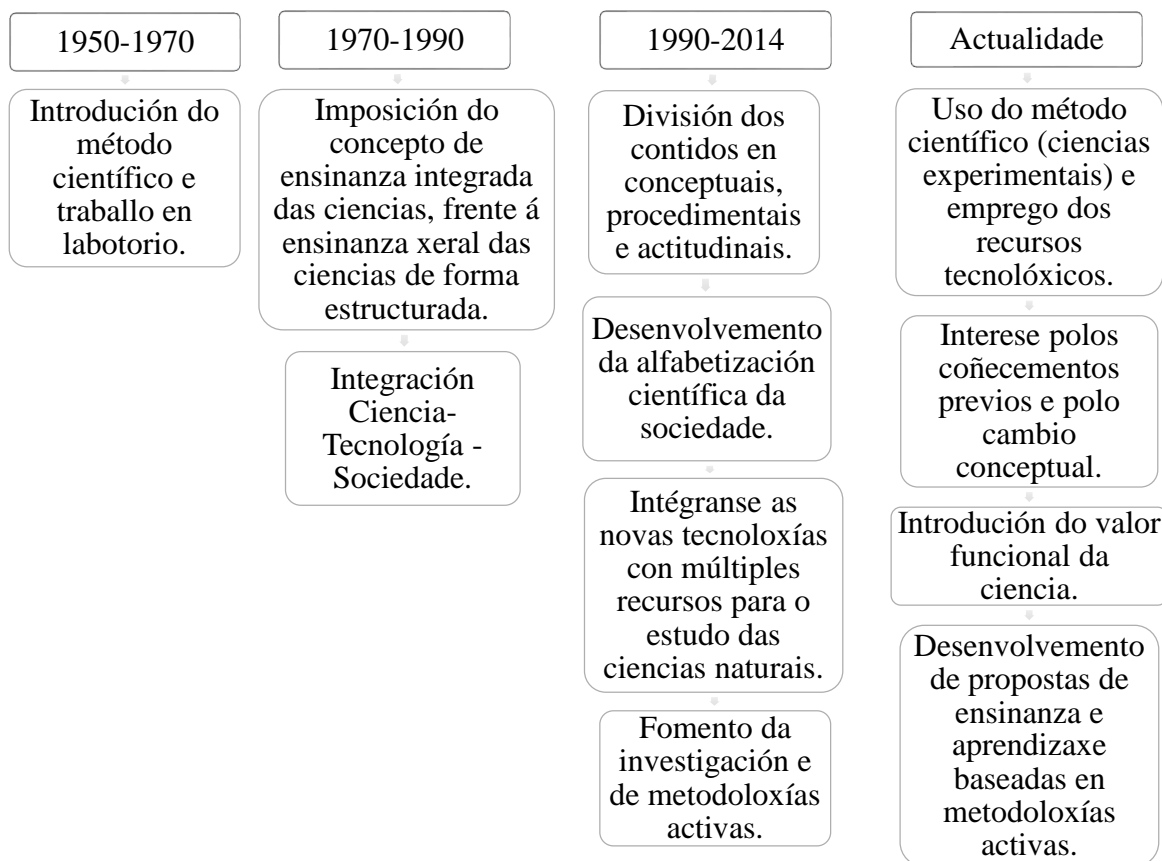 1950-1970
Introdución do
método
científico e
traballo en
labotorio.
1970-1990
Imposición do
concepto de
ensinanza integrada
das ciencias, frente á
ensinanza xeral das
ciencias de forma
estructurada.
Integración
Ciencia-
Tecnología -
Sociedade.
1990-2014
División dos
contidos en
conceptuais,
procedimentais
e actitudinais.
Desenvolvemento
da alfabetización
científica da
sociedade.
Intégranse as
novas tecnoloxías
con múltiples
recursos para o
estudo das
ciencias naturais.
Fomento da
investigación e
de metodoloxías
activas.
Actualidade
Uso do método
científico (ciencias
experimentais) e
emprego dos
recursos
tecnolóxicos.
Interese polos
coñecementos
previos e polo
cambio
conceptual.
Introdución do valor
funcional da
ciencia.
Desenvolvemento
de propostas de
ensinanza e
aprendizaxe
baseadas en
metodoloxías
activas.